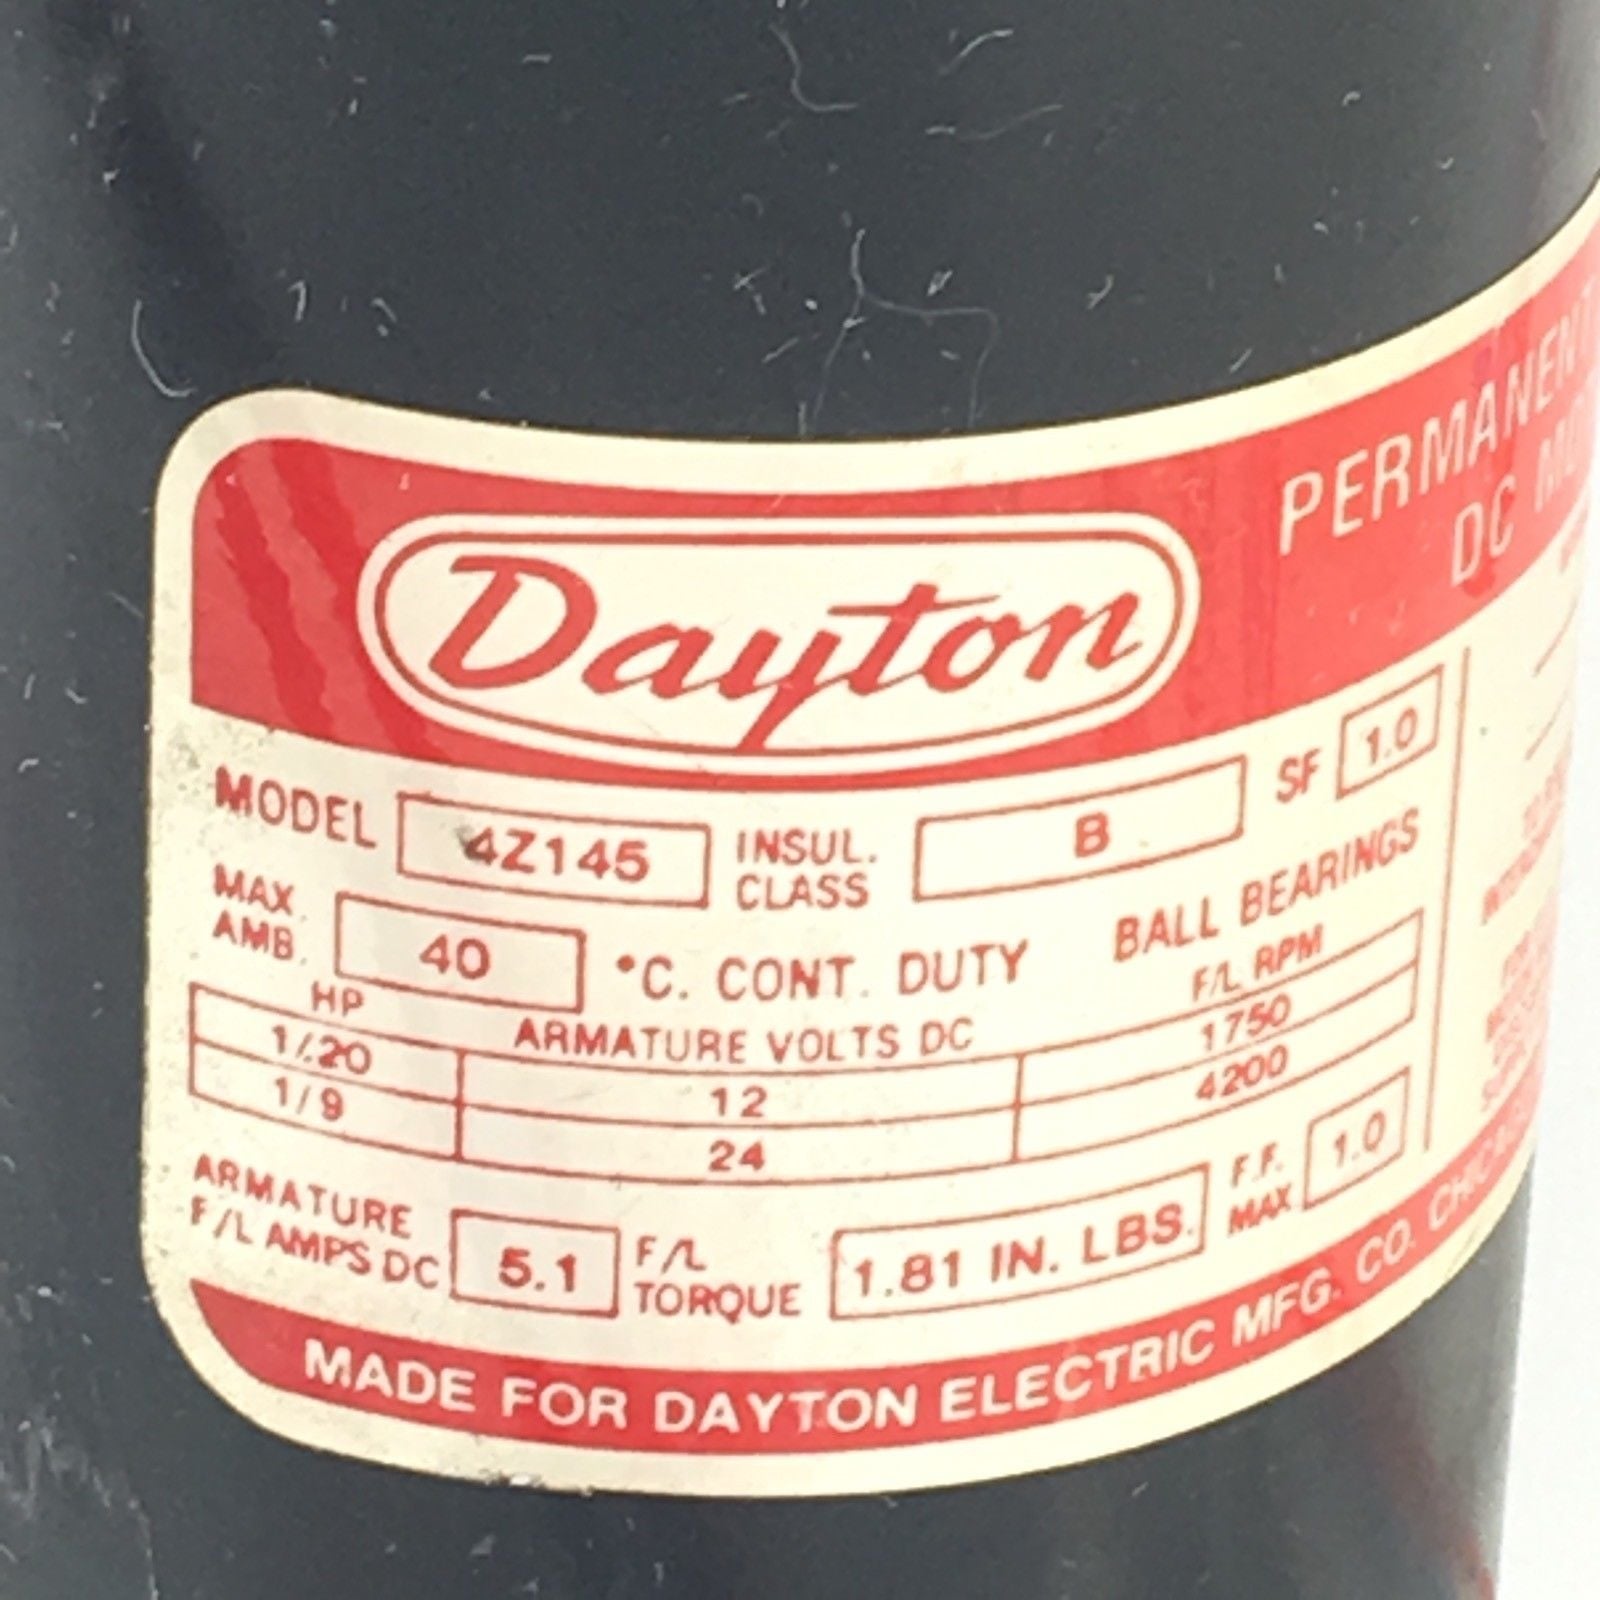 Dayton
PERMANENT
DC
MODEL 4Z145 INSUL. CLASS B SF 1.0
MAX. AMB. 40 °C. CONT. DUTY BALL BEARINGS
HP ARMATURE VOLTS DC F/L RPM
1/20 12 1750
1/9 24 4200
ARMATURE F/L AMPS DC 5.1 F/L TORQUE 1.81 IN. LBS. F.F. MAX 1.0
MADE FOR DAYTON ELECTRIC MFG. CO.